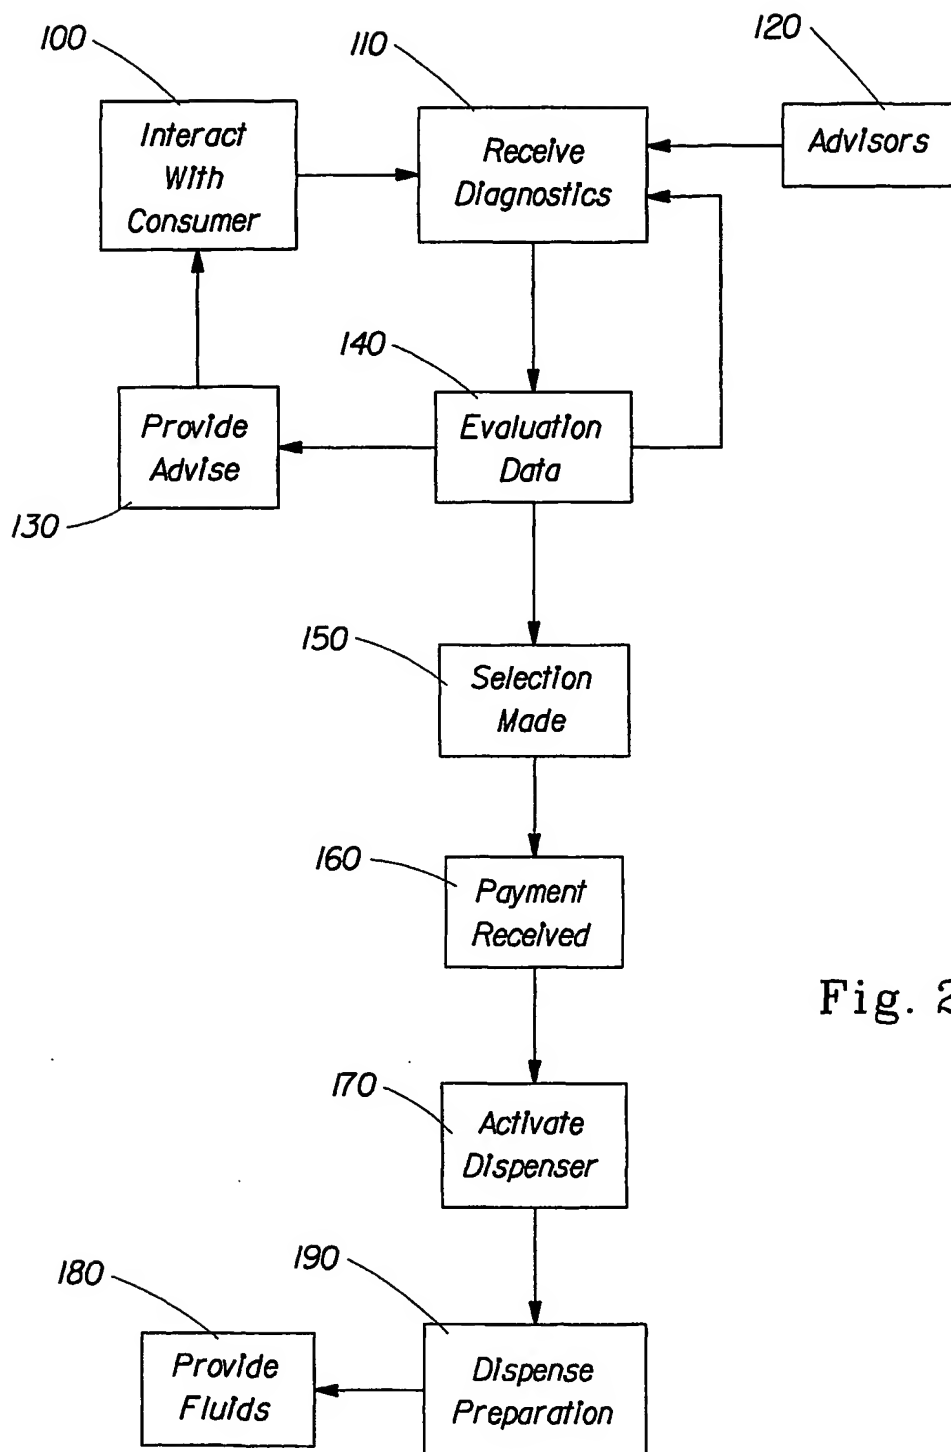 100
110
120
Interact
With
Consumer
Receive
Diagnostics
Advisors
140
Provide
Advise
Evaluation
Data
130
150
Selection
Made
160
Payment
Received
Fig. 2
170
Activate
Dispenser
180
190
Provide
Fluids
Dispense
Preparation